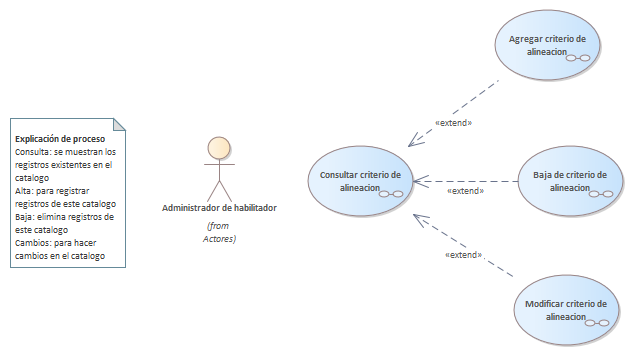 Explicación de proceso
Consulta: se muestran los
registros existentes en el
catalogo
Alta: para registrar
registros de este catalogo
Baja: elimina registros de
este catalogo
Cambios: para hacer
cambios en el catalogo
Administrador de habilitador
(from
Actores)
Consultar criterio de
alineacion
Agregar criterio de
alineacion
«extend»
Baja de criterio de
alineacion
«extend»
Modificar criterio de
alineacion
«extend»